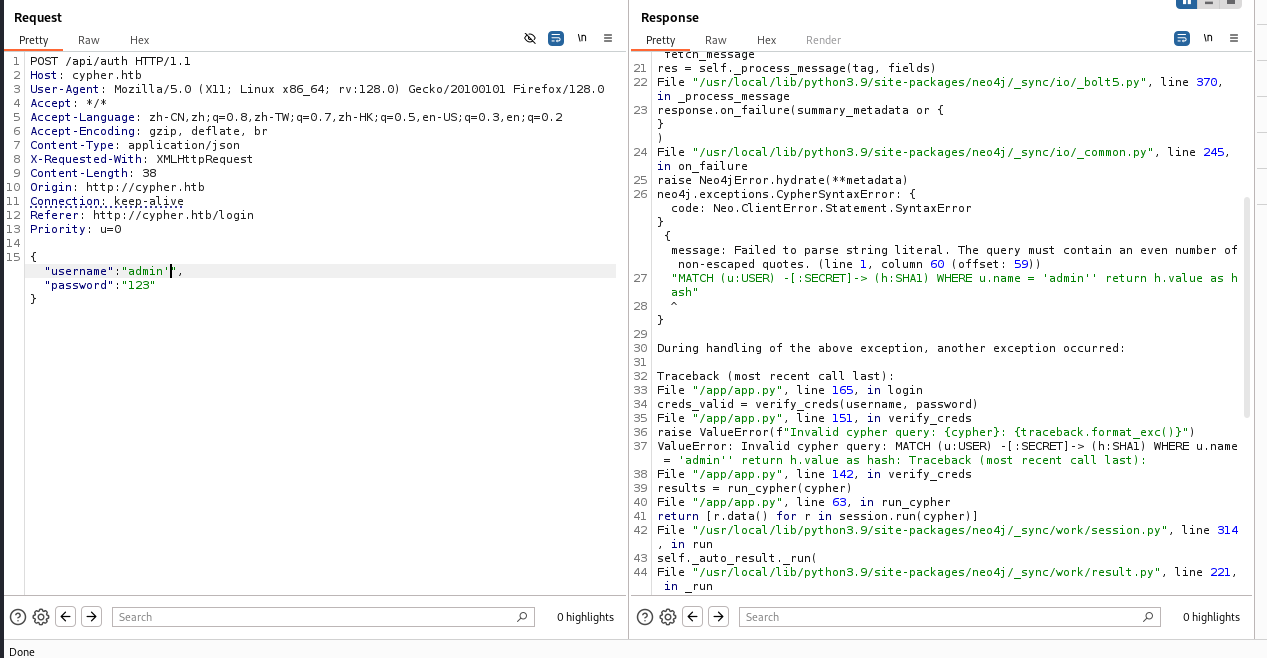 Request
Pretty Raw Hex
\n
1 POST /api/auth HTTP/1.1
2 Host: cypher.htb
3 User-Agent: Mozilla/5.0 (X11; Linux x86_64; rv:128.0) Gecko/20100101 Firefox/128.0
4 Accept: */*
5 Accept-Language: zh-CN,zh;q=0.8,zh-TW;q=0.7,zh-HK;q=0.5,en-US;q=0.3,en;q=0.2
6 Accept-Encoding: gzip, deflate, br
7 Content-Type: application/json
8 X-Requested-With: XMLHttpRequest
9 Content-Length: 38
10 Origin: http://cypher.htb
11 Connection: keep-alive
12 Referer: http://cypher.htb/login
13 Priority: u=0
14
15 {
"username":"admin'",
"password":"123"
}
Search
0 highlights
Response
Pretty Raw Hex Render
\n
fetch_message
21 res = self._process_message(tag, fields)
22 File "/usr/local/lib/python3.9/site-packages/neo4j/_sync/io/_bolt5.py", line 370,
in _process_message
23 response.on_failure(summary_metadata or {
}
)
24 File "/usr/local/lib/python3.9/site-packages/neo4j/_sync/io/_common.py", line 245,
in on_failure
25 raise Neo4jError.hydrate(**metadata)
26 neo4j.exceptions.CypherSyntaxError: {
code: Neo.ClientError.Statement.SyntaxError
}
{
message: Failed to parse string literal. The query must contain an even number of
non-escaped quotes. (line 1, column 60 (offset: 59))
27 "MATCH (u:USER) -[:SECRET]-> (h:SHA1) WHERE u.name = 'admin'' return h.value as h
ash"
28 ^
}
29
30 During handling of the above exception, another exception occurred:
31
32 Traceback (most recent call last):
33 File "/app/app.py", line 165, in login
34 creds_valid = verify_creds(username, password)
35 File "/app/app.py", line 151, in verify_creds
36 raise ValueError(f"Invalid cypher query: {cypher}: {traceback.format_exc()}")
37 ValueError: Invalid cypher query: MATCH (u:USER) -[:SECRET]-> (h:SHA1) WHERE u.name
= 'admin'' return h.value as hash: Traceback (most recent call last):
38 File "/app/app.py", line 142, in verify_creds
39 results = run_cypher(cypher)
40 File "/app/app.py", line 63, in run_cypher
41 return [r.data() for r in session.run(cypher)]
42 File "/usr/local/lib/python3.9/site-packages/neo4j/_sync/work/session.py", line 314
, in run
43 self._auto_result._run(
44 File "/usr/local/lib/python3.9/site-packages/neo4j/_sync/work/result.py", line 221,
in _run
Search
0 highlights
Done